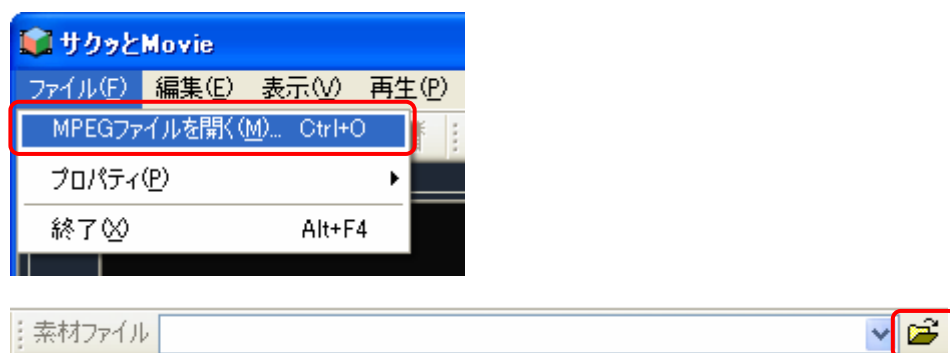 サクッとMovie
ファイル(F) 編集(E) 表示(V) 再生(P)
MPEGファイルを開く(M)... Ctrl+O
プロパティ(P)
終了(X) Alt+F4
素材ファイル